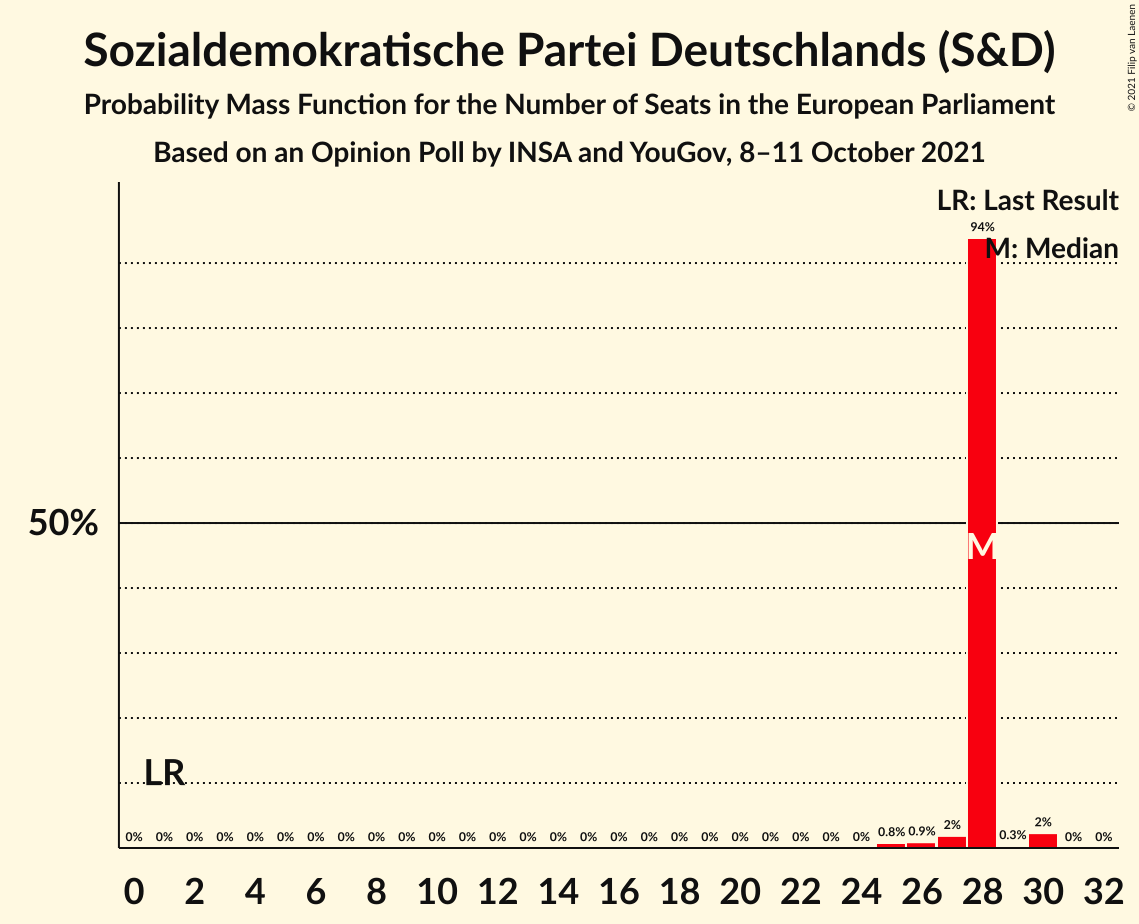 Sozialdemokratische Partei Deutschlands (S&D)
Probability Mass Function for the Number of Seats in the European Parliament
Based on an Opinion Poll by INSA and YouGov, 8–11 October 2021
© 2021 Filip van Laenen
LR: Last Result
94%
M: Median
50%
M
LR
0% 0% 0% 0% 0% 0% 0% 0% 0% 0% 0% 0% 0% 0% 0% 0% 0% 0% 0% 0% 0% 0% 0% 0% 0% 0.8% 0.9% 2% 0.3% 2% 0% 0%
0 2 4 6 8 10 12 14 16 18 20 22 24 26 28 30 32